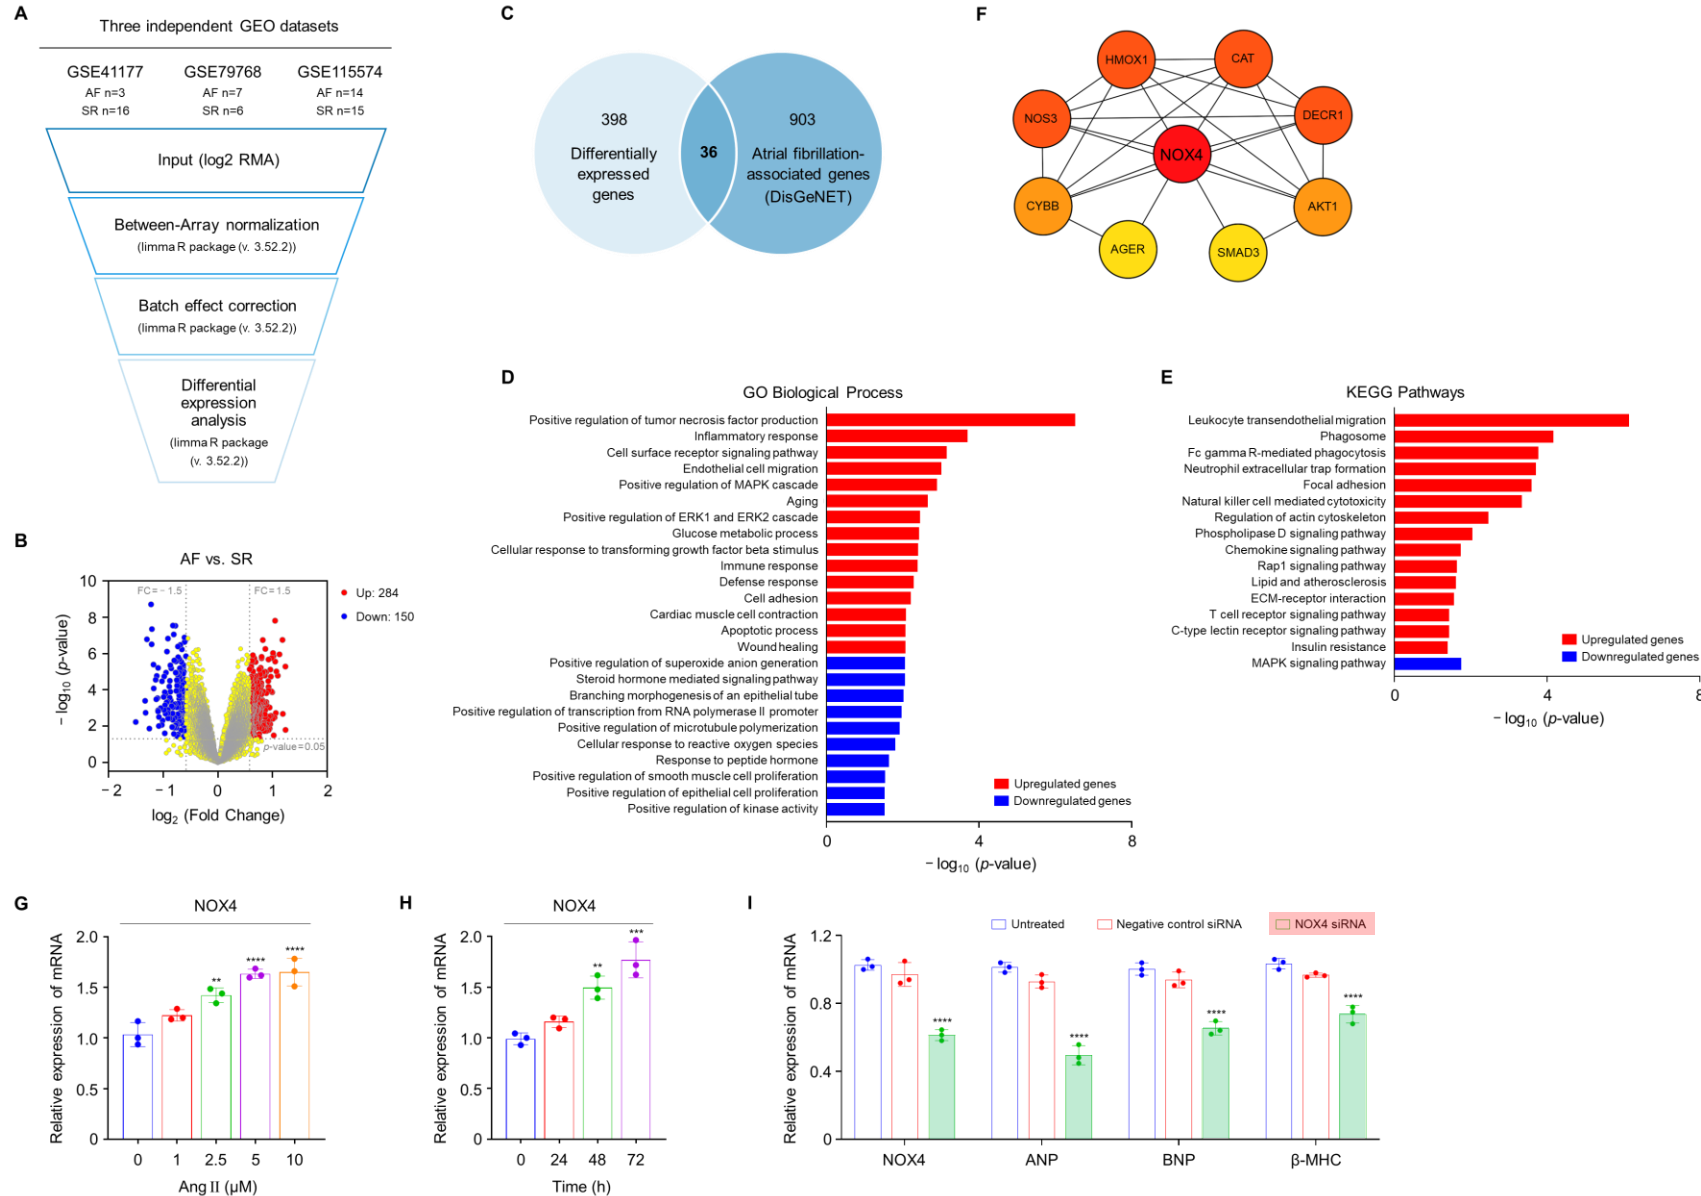 A
Three independent GEO datasets
GSE41177 GSE79768 GSE115574
AF n=3 AF n=7 AF n=14
SR n=16 SR n=6 SR n=15
Input (log2 RMA)
Between-Array normalization
(limma R package (v. 3.52.2))
Batch effect correction
(limma R package (v. 3.52.2))
Differential
expression
analysis
(limma R package
(v. 3.52.2))
B
AF vs. SR
FC = − 1.5 FC = 1.5
Up: 284
Down: 150
p-value = 0.05
10
8
6
4
2
0
− log10 (p-value)
− 2 − 1 0 1 2
log2 (Fold Change)
C
398 36 903
Differentially
expressed
genes
Atrial fibrillation-
associated genes
(DisGeNET)
D
GO Biological Process
Positive regulation of tumor necrosis factor production
Inflammatory response
Cell surface receptor signaling pathway
Endothelial cell migration
Positive regulation of MAPK cascade
Aging
Positive regulation of ERK1 and ERK2 cascade
Glucose metabolic process
Cellular response to transforming growth factor beta stimulus
Immune response
Defense response
Cell adhesion
Cardiac muscle cell contraction
Apoptotic process
Wound healing
Positive regulation of superoxide anion generation
Steroid hormone mediated signaling pathway
Branching morphogenesis of an epithelial tube
Positive regulation of transcription from RNA polymerase II promoter
Positive regulation of microtubule polymerization
Cellular response to reactive oxygen species
Response to peptide hormone
Positive regulation of smooth muscle cell proliferation
Positive regulation of epithelial cell proliferation
Positive regulation of kinase activity
Upregulated genes
Downregulated genes
0 4 8
− log10 (p-value)
E
KEGG Pathways
Leukocyte transendothelial migration
Phagosome
Fc gamma R-mediated phagocytosis
Neutrophil extracellular trap formation
Focal adhesion
Natural killer cell mediated cytotoxicity
Regulation of actin cytoskeleton
Phospholipase D signaling pathway
Chemokine signaling pathway
Rap1 signaling pathway
Lipid and atherosclerosis
ECM-receptor interaction
T cell receptor signaling pathway
C-type lectin receptor signaling pathway
Insulin resistance
MAPK signaling pathway
Upregulated genes
Downregulated genes
0 4 8
− log10 (p-value)
F
HMOX1 CAT
NOS3 DECR1
NOX4
CYBB AKT1
AGER SMAD3
G
NOX4
Relative expression of mRNA
2.0
1.5
1.0
0.5
0
** **** ****
0 1 2.5 5 10
Ang II (μM)
H
NOX4
Relative expression of mRNA
2.0
1.5
1.0
0.5
0
** ***
0 24 48 72
Time (h)
I
Untreated Negative control siRNA NOX4 siRNA
Relative expression of mRNA
1.2
0.8
0.4
0
**** **** **** ****
NOX4 ANP BNP β-MHC